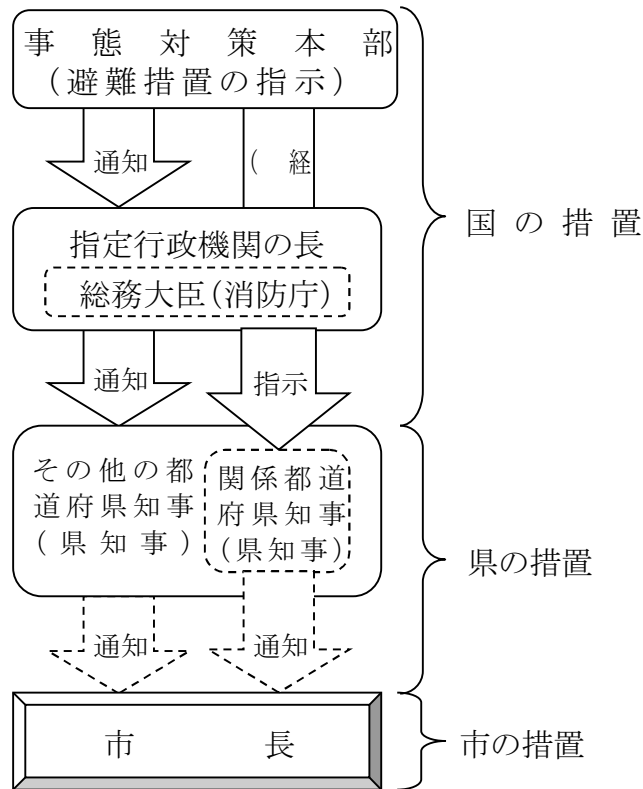 事態対策本部
(避難措置の指示)
通知
(経
国の措置
指定行政機関の長
総務大臣(消防庁)
通知
指示
その他の都
道府県知事
(県知事)
関係都道
府県知事
(県知事)
県の措置
通知
通知
市長
市の措置